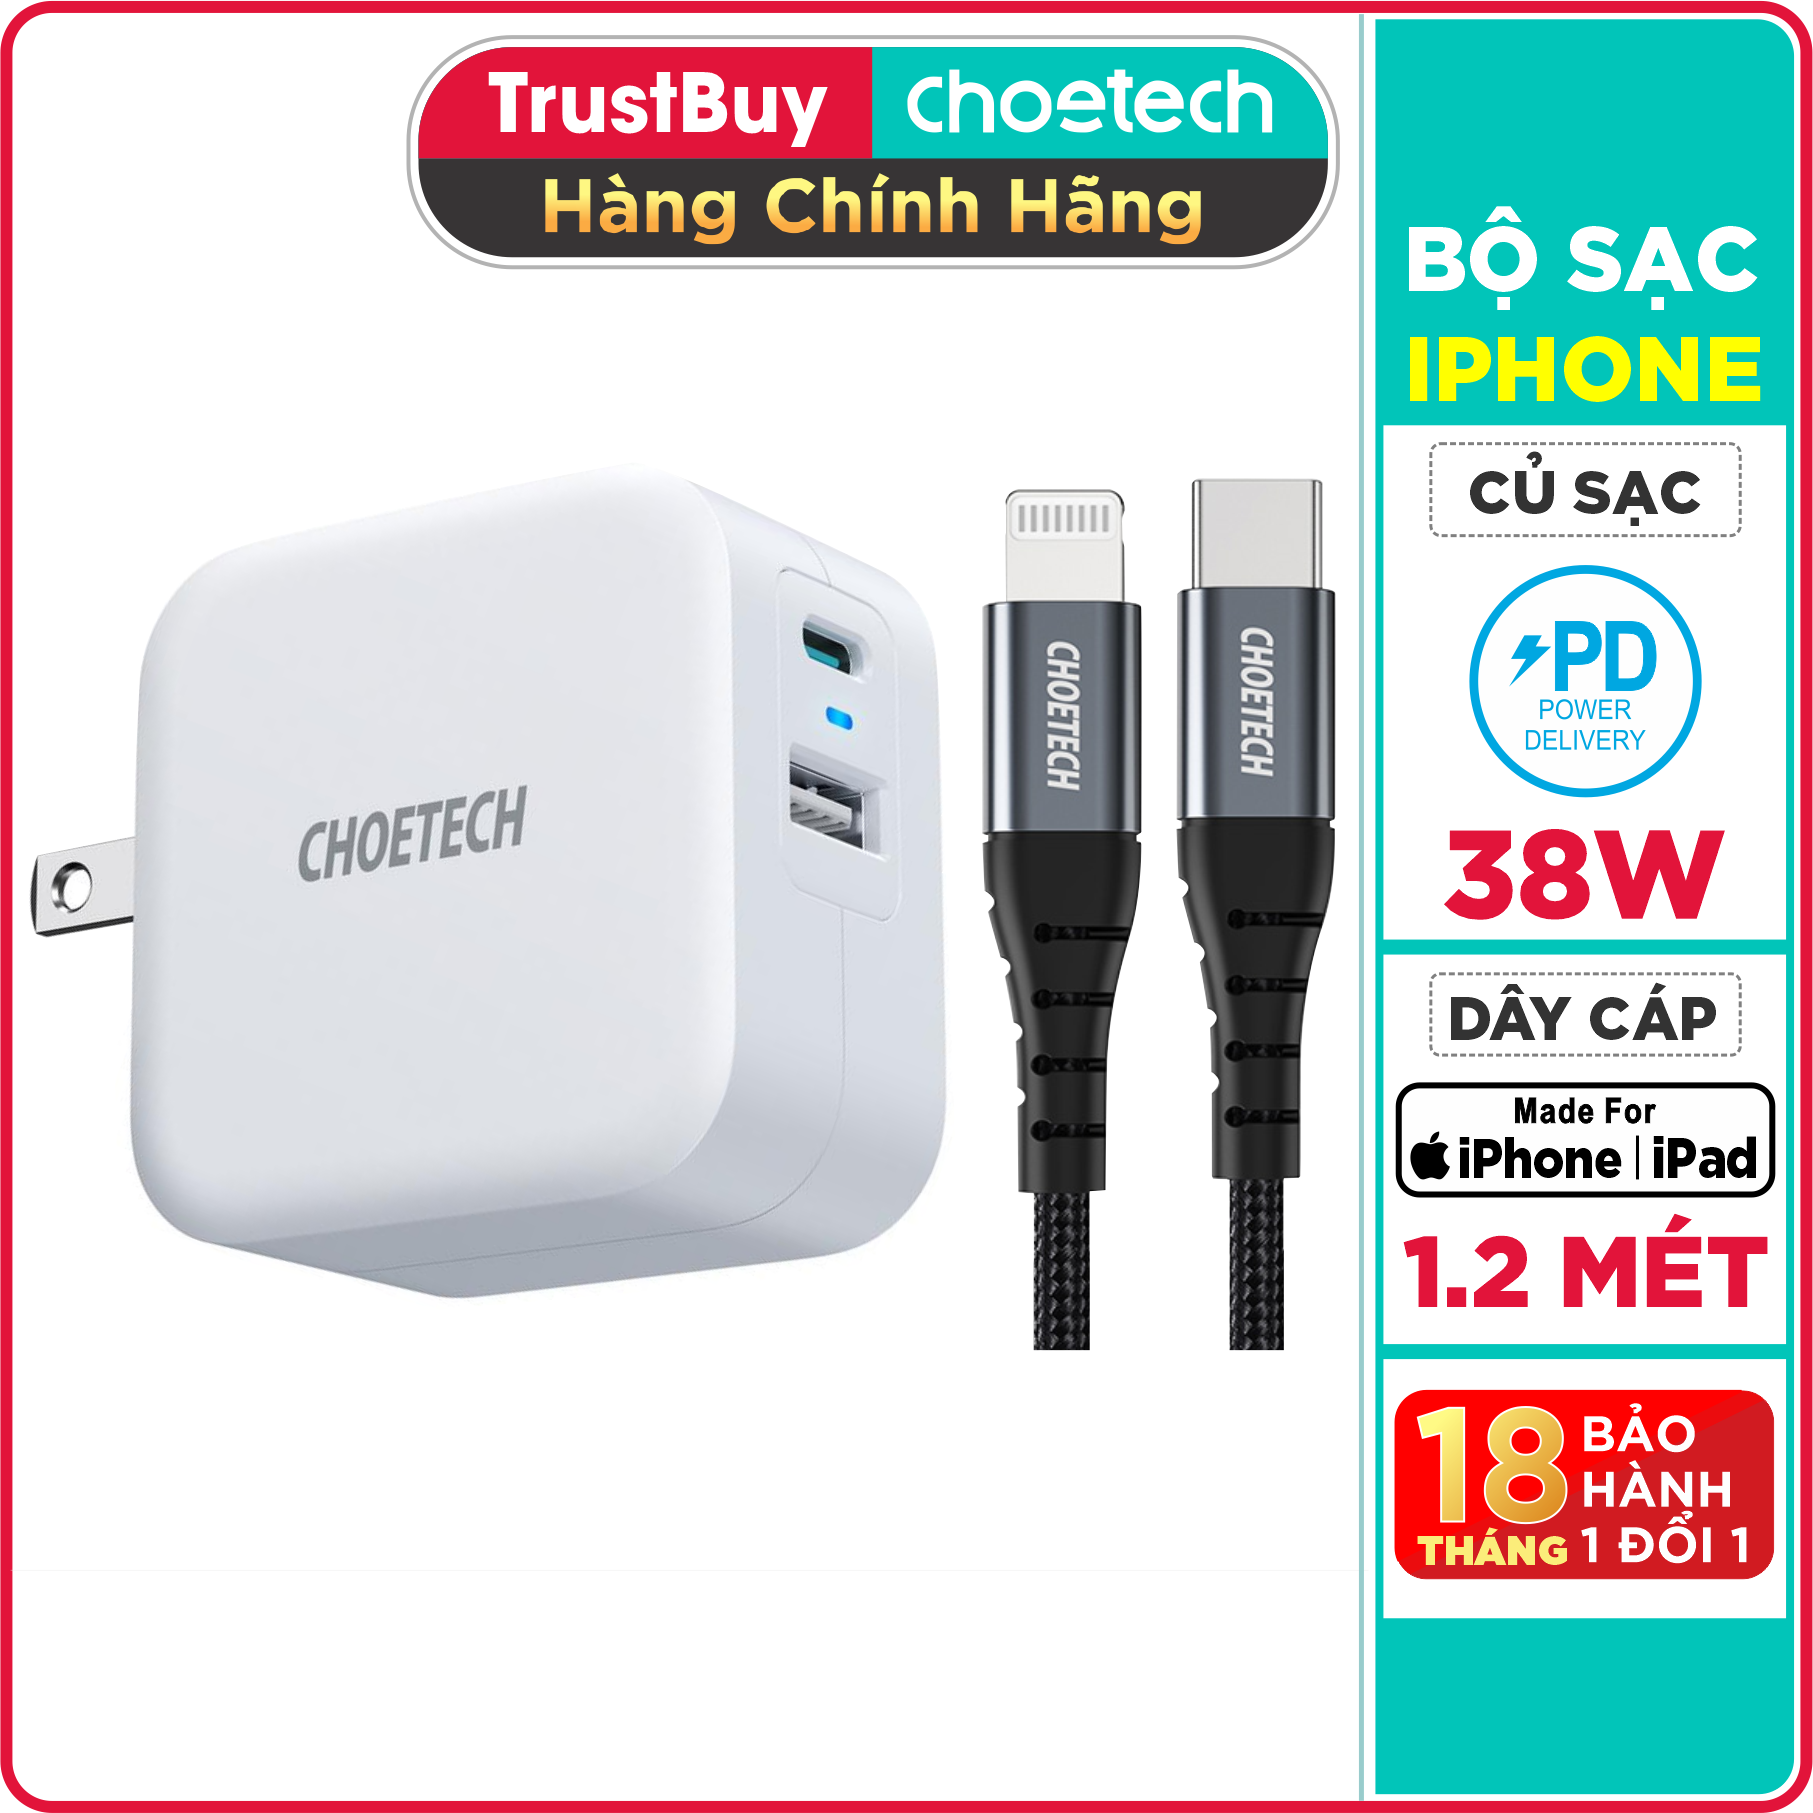 TrustBuy choetech
Hàng Chính Hãng
BỘ SẠC
IPHONE
CỦ SẠC
PD
POWER
DELIVERY
38W
DÂY CÁP
Made For
iPhone | iPad
1.2 MÉT
18 THÁNG
BẢO
HÀNH
1 ĐỔI 1
CHOETECH
CHOETECH
CHOETECH